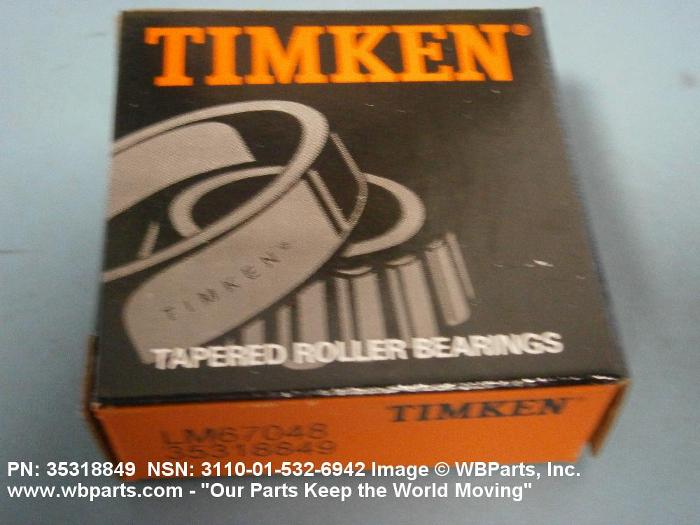 TIMKEN®
TIMKEN®
TAPERED ROLLER BEARINGS
TIMKEN
LM67048
35318849
PN: 35318849 NSN: 3110-01-532-6942 Image © WBParts, Inc.
www.wbparts.com - "Our Parts Keep the World Moving"